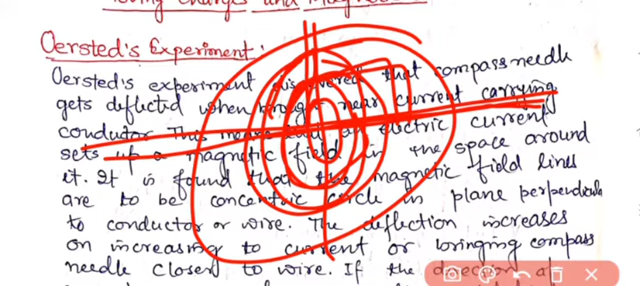 Moving Charges and Magnetism
Oersted's Experiment:
Oersted's experiment discovered that compass needle
gets deflected when brought near current carrying
condutor This means that an electric current
sets up a magnetic field in the space around
it. It is found that the magnetic field lines
are to be concentric circle in plane perpendicular
to conductor or wire. The deflection increases
on increasing to current or bringing compass
needle closer to wire. If the direction of